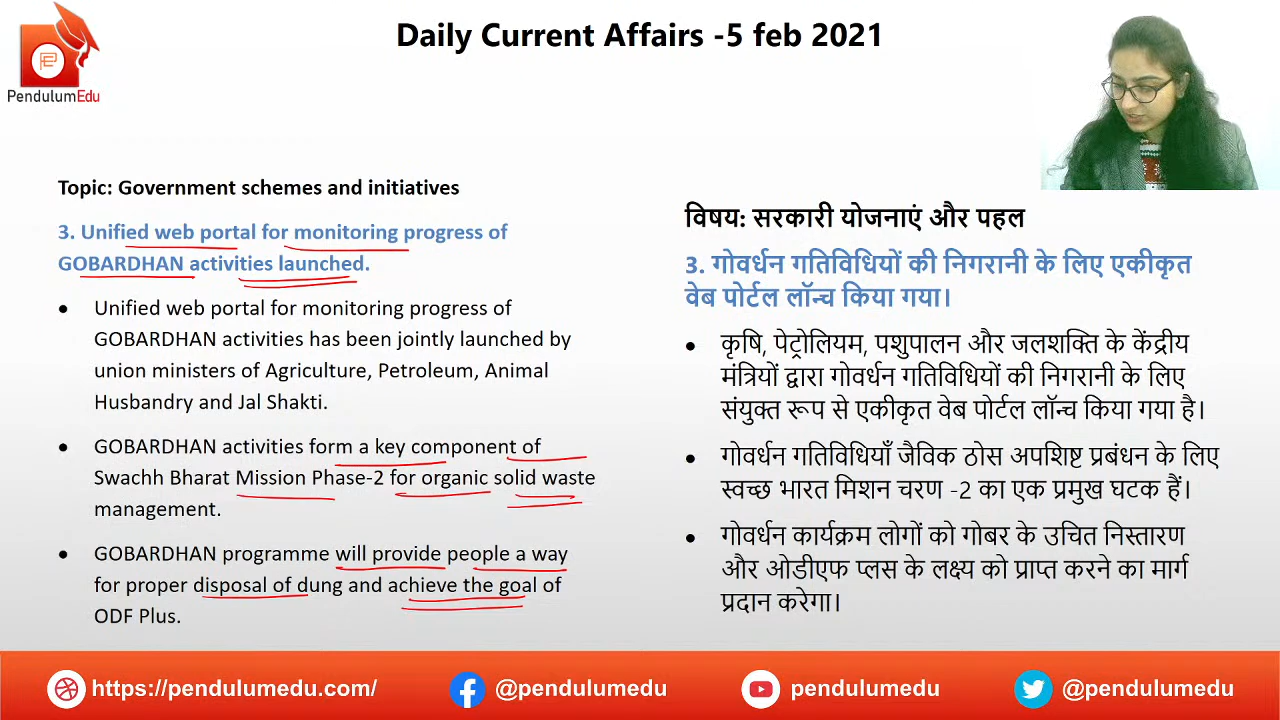 Daily Current Affairs -5 feb 2021
PendulumEdu
Topic: Government schemes and initiatives
3. Unified web portal for monitoring progress of
GOBARDHAN activities launched.
Unified web portal for monitoring progress of
GOBARDHAN activities has been jointly launched by
union ministers of Agriculture, Petroleum, Animal
Husbandry and Jal Shakti.
GOBARDHAN activities form a key component of
Swachh Bharat Mission Phase-2 for organic solid waste
management.
GOBARDHAN programme will provide people a way
for proper disposal of dung and achieve the goal of
ODF Plus.
विषय: सरकारी योजनाएं और पहल
3. गोवर्धन गतिविधियों की निगरानी के लिए एकीकृत
वेब पोर्टल लॉन्च किया गया।
कृषि, पेट्रोलियम, पशुपालन और जलशक्ति के केंद्रीय
मंत्रियों द्वारा गोवर्धन गतिविधियों की निगरानी के लिए
संयुक्त रूप से एकीकृत वेब पोर्टल लॉन्च किया गया है।
गोवर्धन गतिविधियाँ जैविक ठोस अपशिष्ट प्रबंधन के लिए
स्वच्छ भारत मिशन चरण -2 का एक प्रमुख घटक हैं।
गोवर्धन कार्यक्रम लोगों को गोबर के उचित निस्तारण
और ओडीएफ प्लस के लक्ष्य को प्राप्त करने का मार्ग
प्रदान करेगा।
https://pendulumedu.com/
@pendulumedu
pendulumedu
@pendulumedu